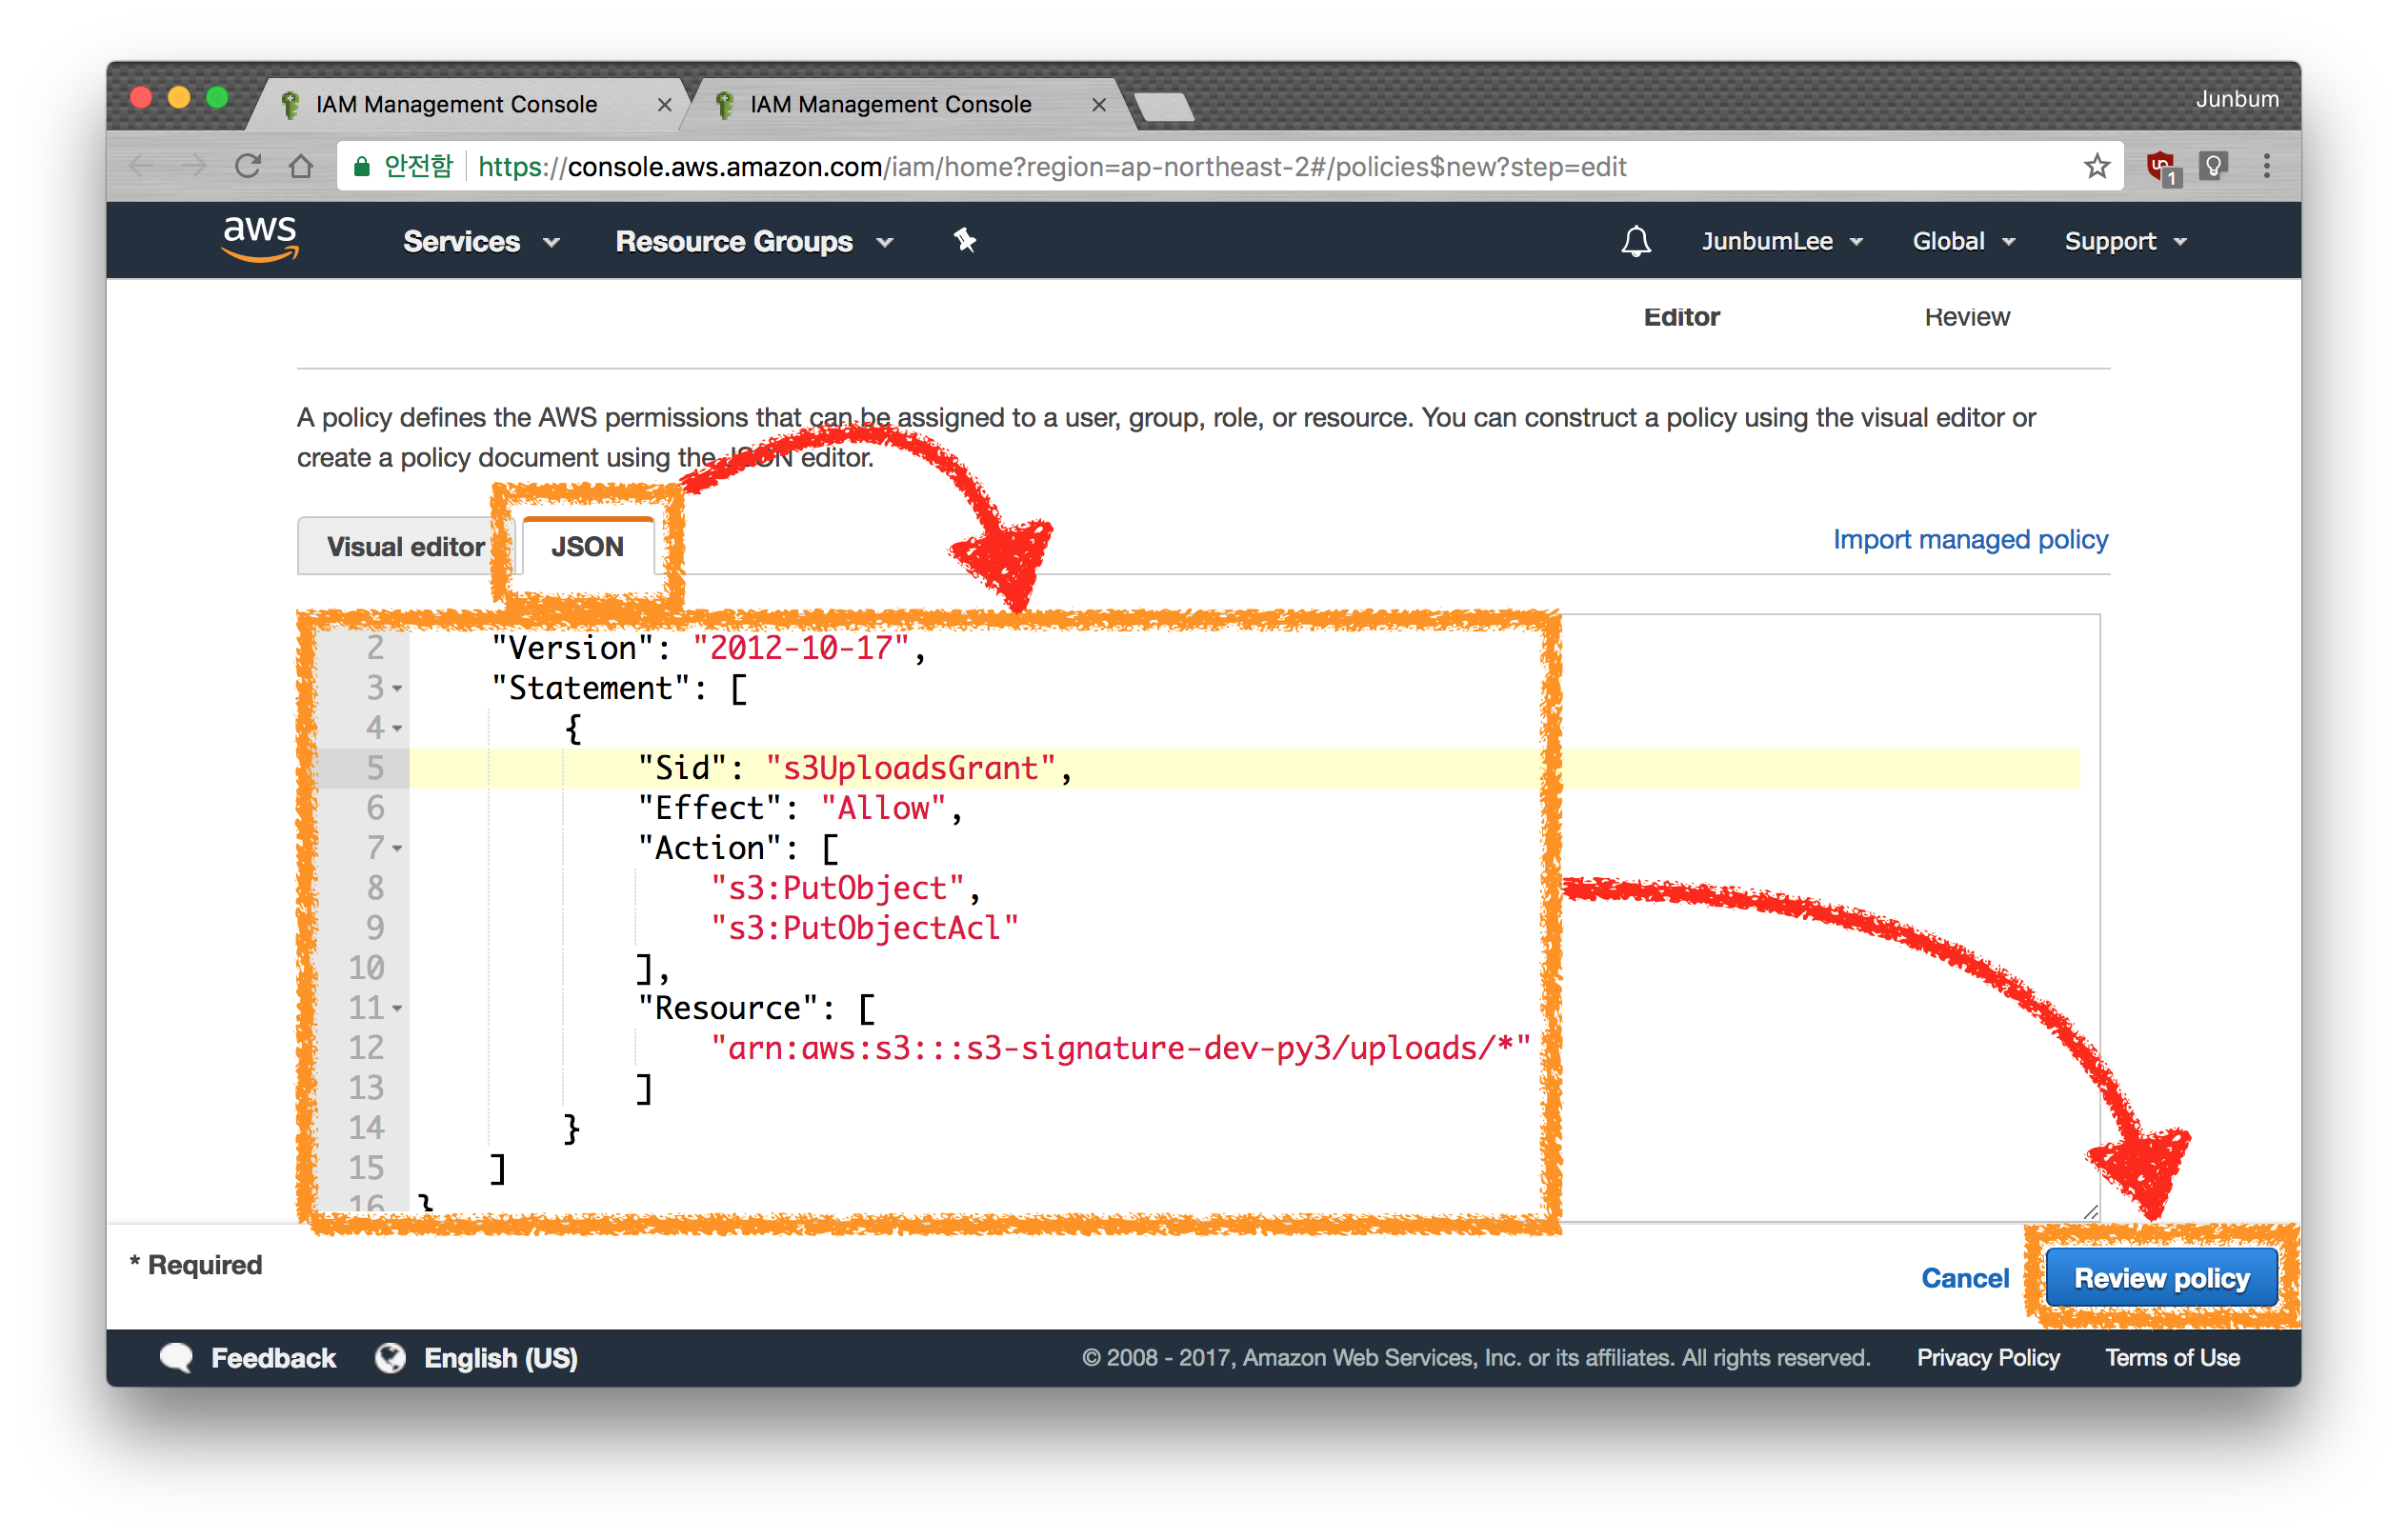 IAM Management Console
IAM Management Console
Junbum
안전함 https://console.aws.amazon.com/iam/home?region=ap-northeast-2#/policies$new?step=edit
1
aws Services Resource Groups JunbumLee Global Support
Editor Review
A policy defines the AWS permissions that can be assigned to a user, group, role, or resource. You can construct a policy using the visual editor or
create a policy document using the JSON editor.
Visual editor JSON Import managed policy
2 "Version": "2012-10-17",
3 "Statement": [
4 {
5 "Sid": "s3UploadsGrant",
6 "Effect": "Allow",
7 "Action": [
8 "s3:PutObject",
9 "s3:PutObjectAcl"
10 ],
11 "Resource": [
12 "arn:aws:s3:::s3-signature-dev-py3/uploads/*"
13 ]
14 }
15 ]
16 }
* Required
Cancel Review policy
Feedback English (US) © 2008 - 2017, Amazon Web Services, Inc. or its affiliates. All rights reserved. Privacy Policy Terms of Use